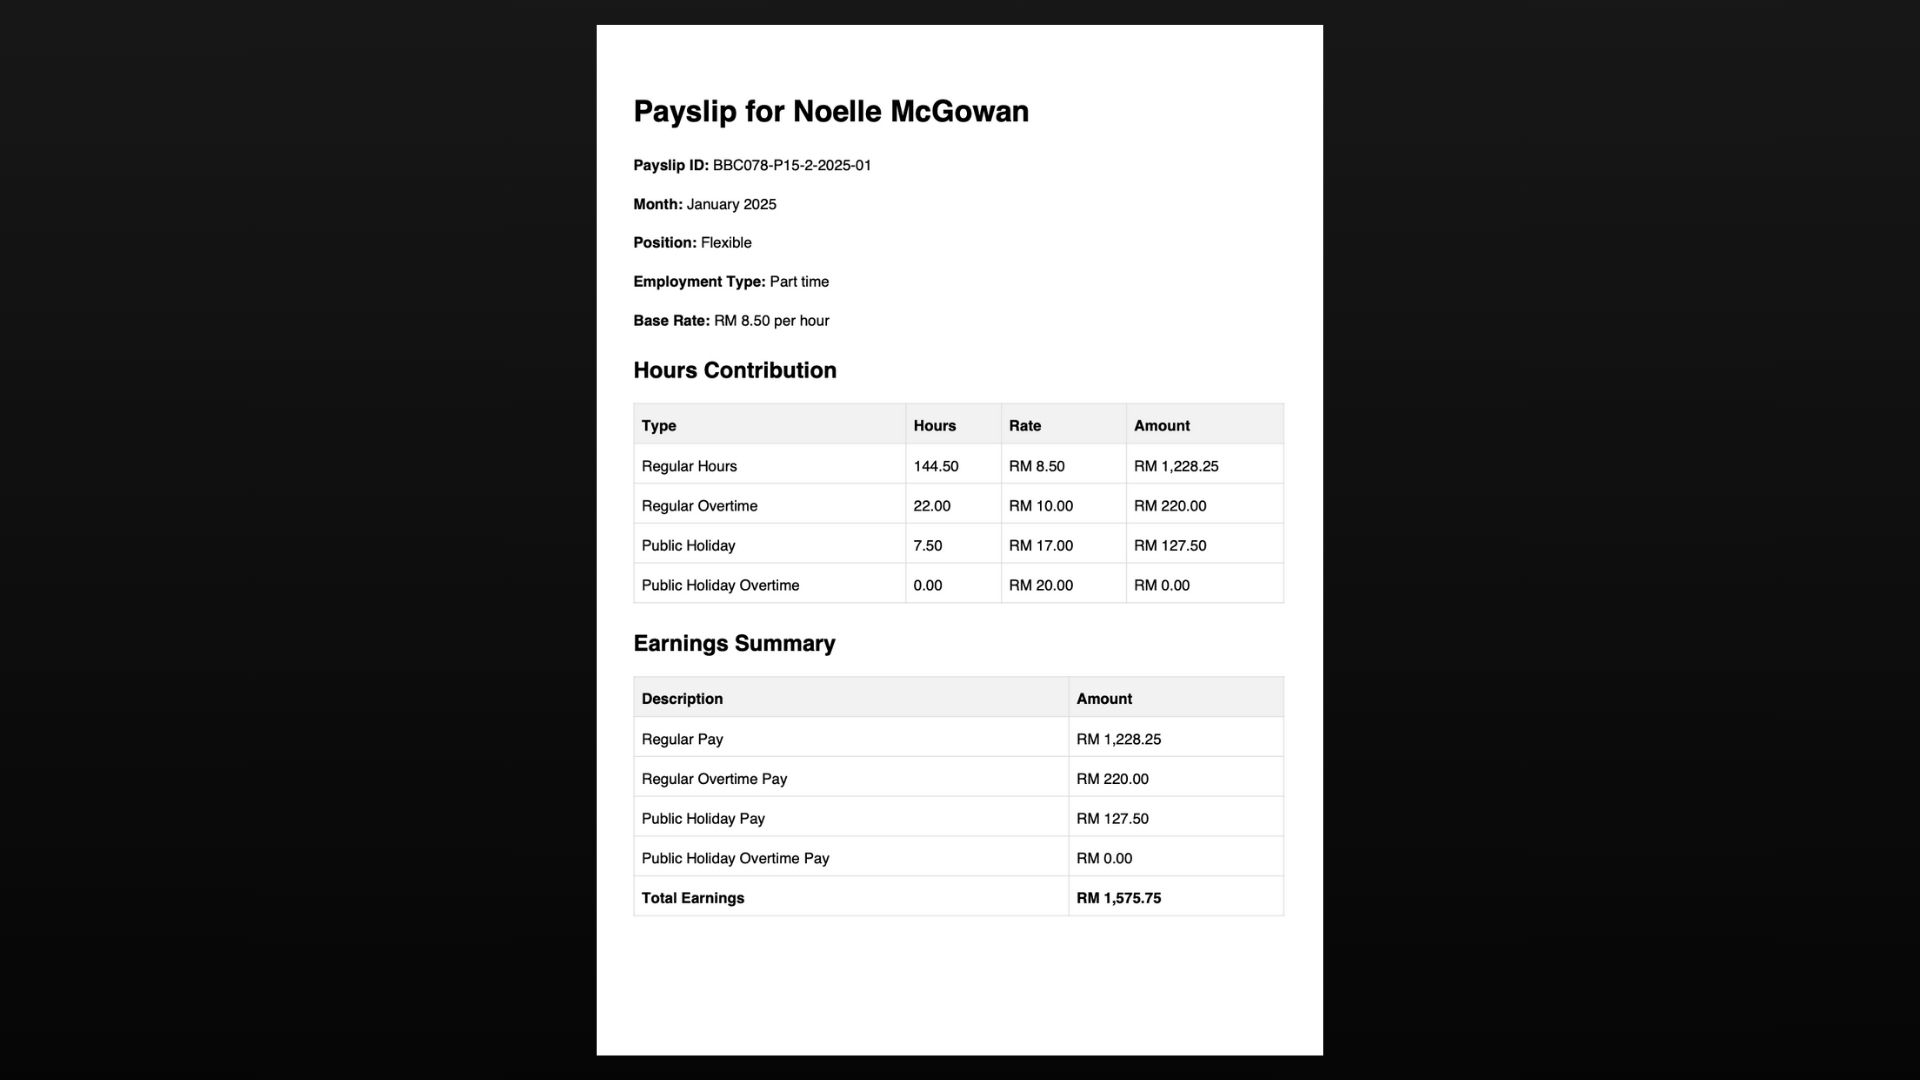 Payslip for Noelle McGowan
Payslip ID: BBC078-P15-2-2025-01
Month: January 2025
Position: Flexible
Employment Type: Part time
Base Rate: RM 8.50 per hour
Hours Contribution
Type Hours Rate Amount
Regular Hours 144.50 RM 8.50 RM 1,228.25
Regular Overtime 22.00 RM 10.00 RM 220.00
Public Holiday 7.50 RM 17.00 RM 127.50
Public Holiday Overtime 0.00 RM 20.00 RM 0.00
Earnings Summary
Description Amount
Regular Pay RM 1,228.25
Regular Overtime Pay RM 220.00
Public Holiday Pay RM 127.50
Public Holiday Overtime Pay RM 0.00
Total Earnings RM 1,575.75